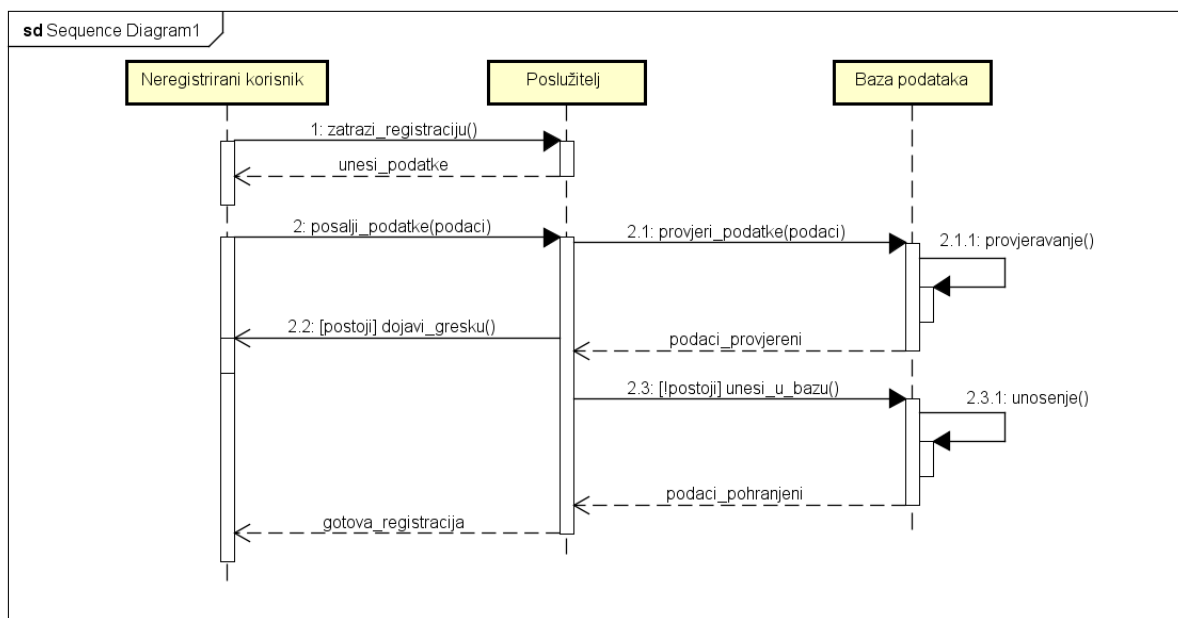 sd Sequence Diagram1
Neregistrirani korisnik
Poslužitelj
Baza podataka
1: zatrazi_registraciju()
unesi_podatke
2: posalji_podatke(podaci)
2.1: provjeri_podatke(podaci)
2.1.1: provjeravanje()
2.2: [postoji] dojavi_gresku()
podaci_provjereni
2.3: [!postoji] unesi_u_bazu()
2.3.1: unosenje()
podaci_pohranjeni
gotova_registracija